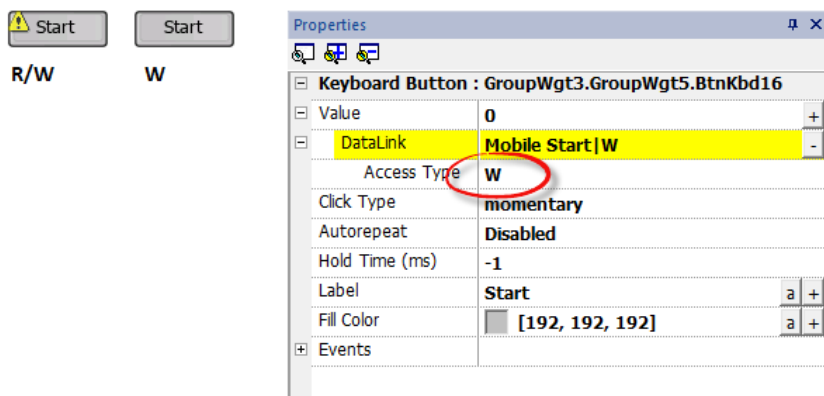 Start
Start
R/W
W
Properties
Keyboard Button : GroupWgt3.GroupWgt5.BtnKbd16
Value 0 +
DataLink Mobile Start|W -
Access Type W
Click Type momentary
Autorepeat Disabled
Hold Time (ms) -1
Label Start a +
Fill Color [192, 192, 192] a +
Events